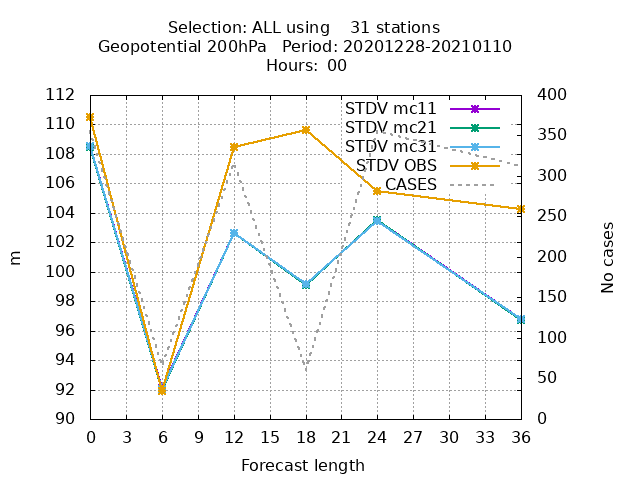 Selection: ALL using    31 stations
Geopotential 200hPa   Period: 20201228-20210110
Hours: 00
112
110
108
106
104
102
100
98
96
94
92
90
m
STDV mc11
STDV mc21
STDV mc31
STDV OBS
CASES
400
350
300
250
200
150
100
50
0
No cases
0 3 6 9 12 15 18 21 24 27 30 33 36
Forecast length